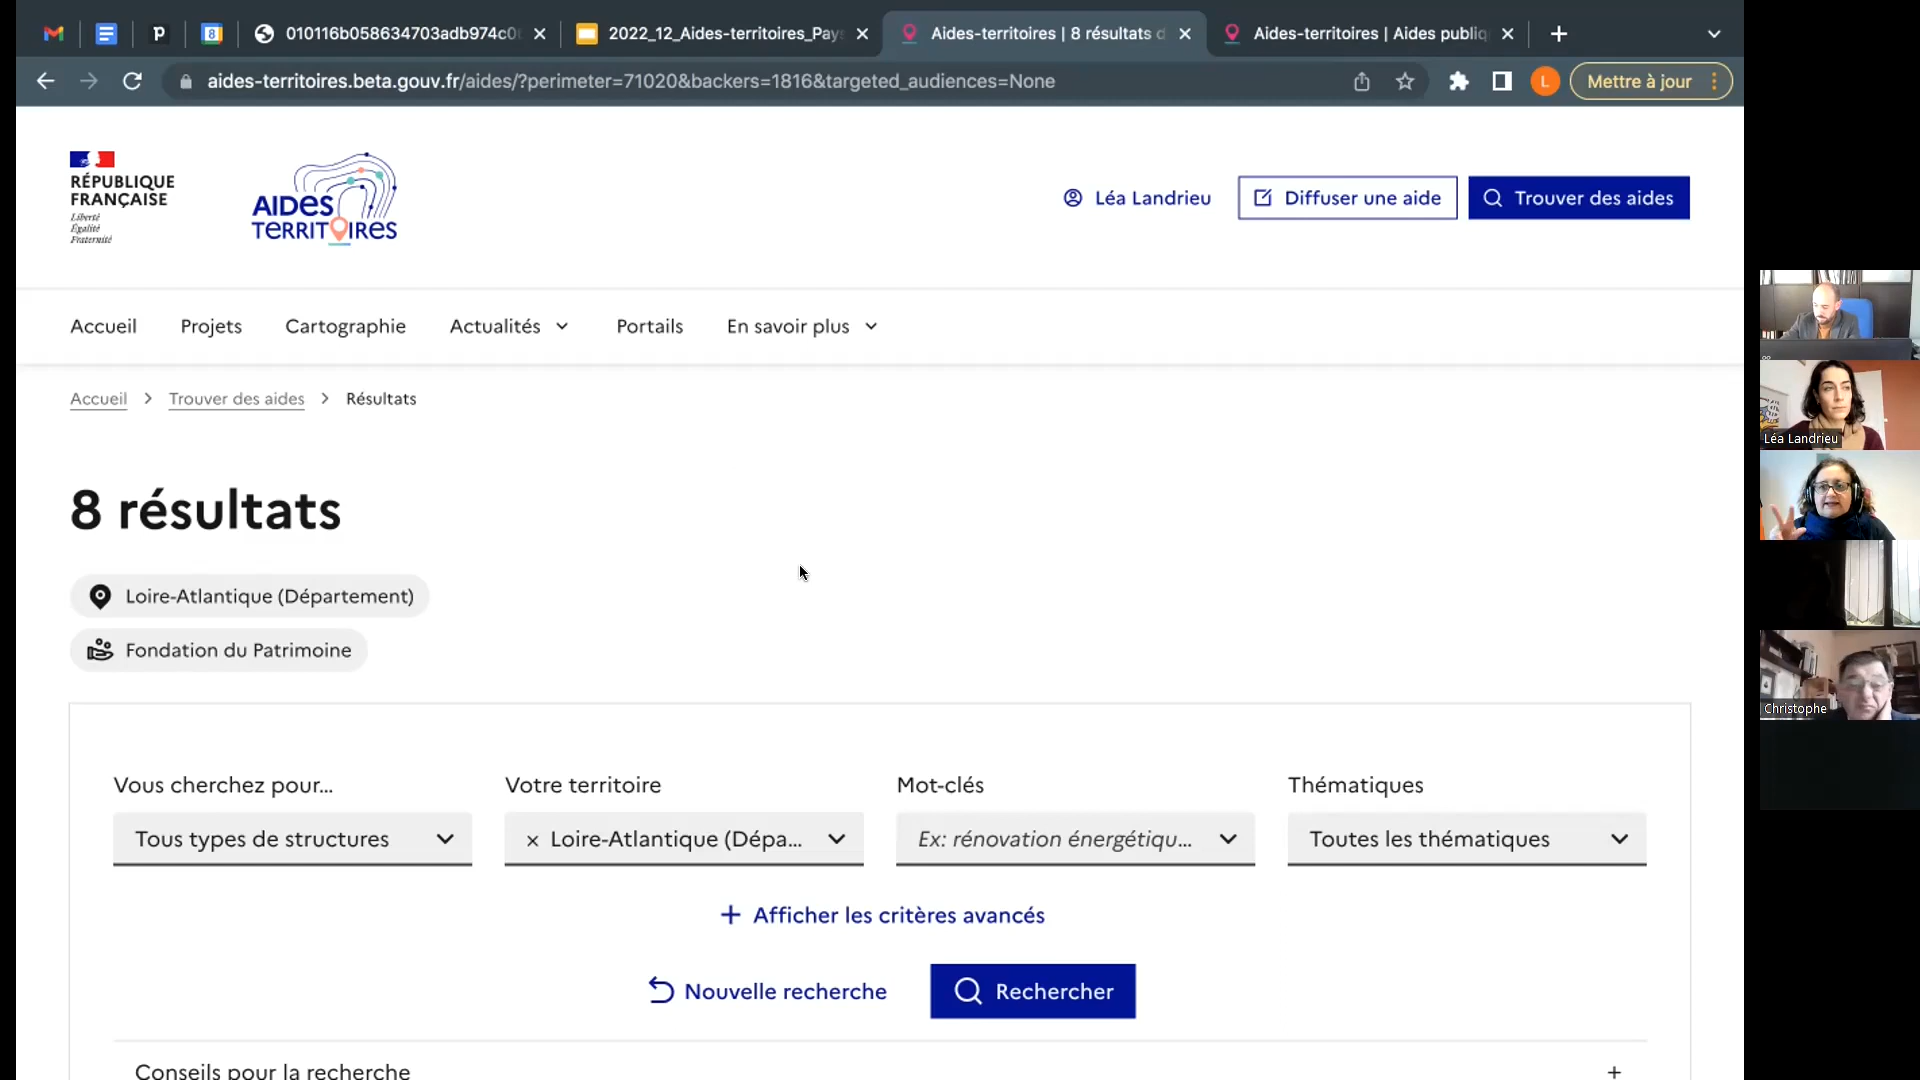 010116b058634703adb974c0
2022_12_Aides-territoires_Pay
Aides-territoires | 8 résultats d
Aides-territoires | Aides publiq
aides-territoires.beta.gouv.fr/aides/?perimeter=71020&backers=1816&targeted_audiences=None
L
Mettre à jour
RÉPUBLIQUE
FRANÇAISE
Liberté
Égalité
Fraternité
AIDES
TERRITOIRES
Léa Landrieu
Diffuser une aide
Trouver des aides
Accueil
Projets
Cartographie
Actualités
Portails
En savoir plus
Accueil > Trouver des aides > Résultats
8 résultats
Loire-Atlantique (Département)
Fondation du Patrimoine
Vous cherchez pour...
Votre territoire
Mot-clés
Thématiques
Tous types de structures
× Loire-Atlantique (Dépa...
Ex: rénovation énergétiqu...
Toutes les thématiques
+ Afficher les critères avancés
Nouvelle recherche
Rechercher
Conseils pour la recherche +
Léa Landrieu
Christophe